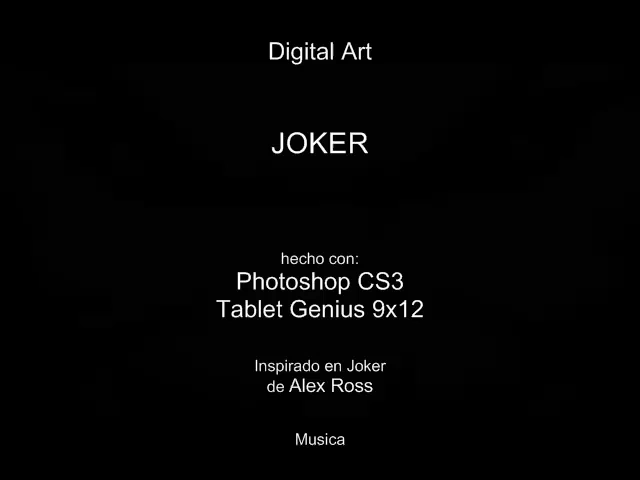 Digital Art
JOKER
hecho con:
Photoshop CS3
Tablet Genius 9x12
Inspirado en Joker
de Alex Ross
Musica